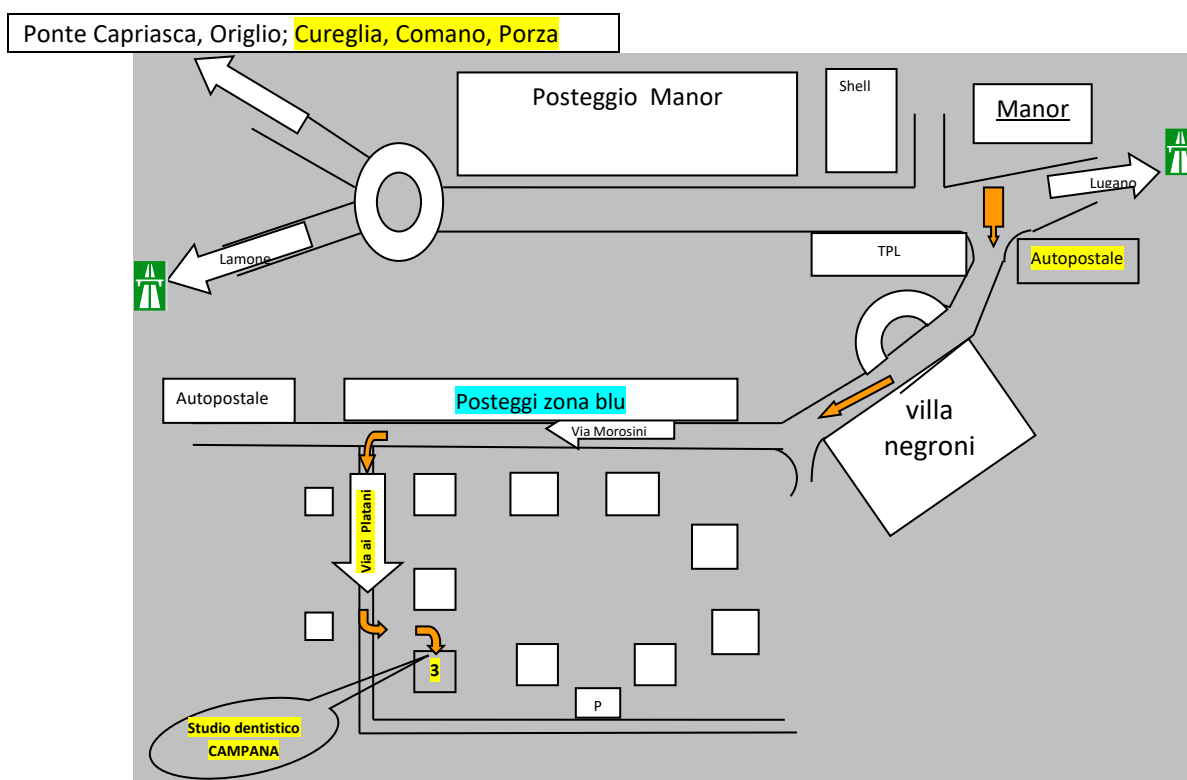 Ponte Capriasca, Origlio; Cureglia, Comano, Porza
Posteggio Manor
Shell
Manor
Lugano
Lamone
TPL
Autopostale
Autopostale
Posteggi zona blu
Via Morosini
villa
negroni
Via ai Platani
3
P
Studio dentistico
CAMPANA